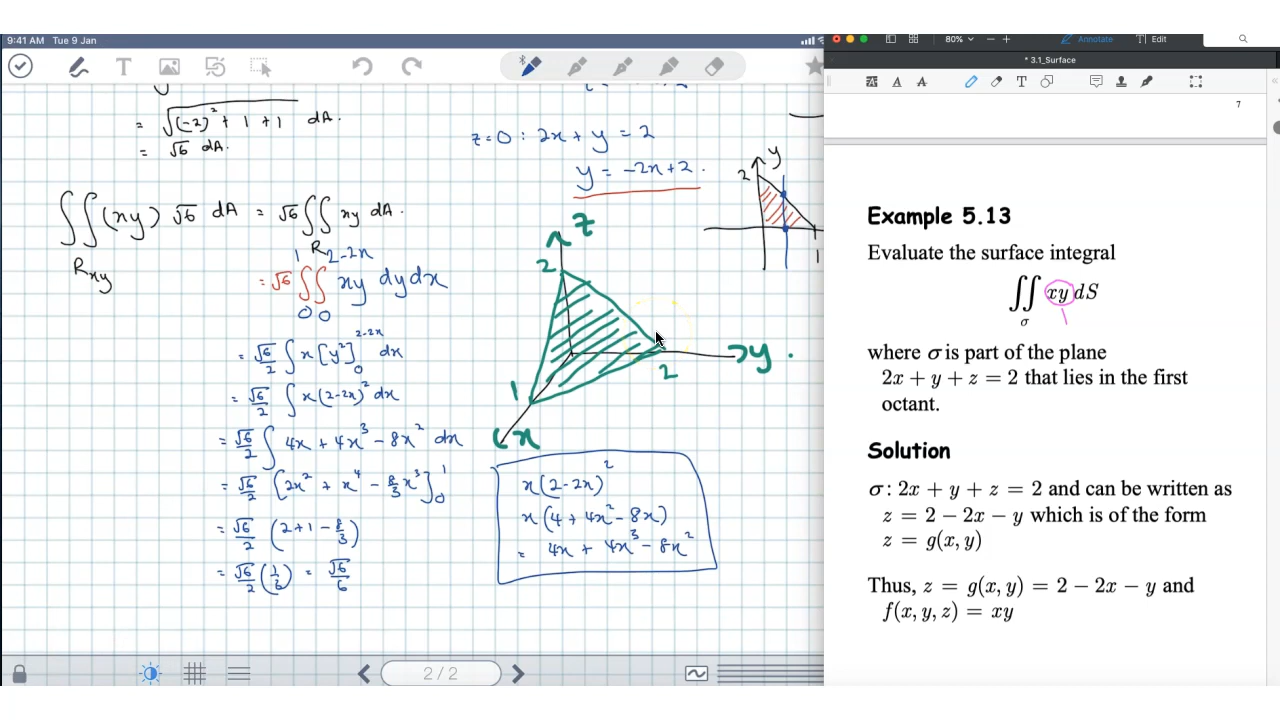 9:41 AM Tue 9 Jan
= √((-2)² + 1 + 1) dA.
= √6 dA.
∫∫ (xy) √6 dA = √6 ∫∫ xy dA.
Rxy
R
1 2-2x
= √6 ∫∫ xy dydx
0 0
= √6/2 ∫ x[y²]₀^(2-2x) dx
= √6/2 ∫ x(2-2x)² dx
= √6/2 ∫ 4x + 4x³ - 8x² dx
= √6/2 [2x² + x⁴ - 8/3 x³]₀¹
= √6/2 (2+1-8/3)
= √6/2 (1/3) = √6/6
z=0 : 2x + y = 2
y = -2x+2.
y
2
1
z
2
y
2
1
x
x(2-2x)²
x(4 + 4x² - 8x)
= 4x + 4x³ - 8x²
2 / 2
80%
Annotate
Edit
* 3.1_Surface
7
Example 5.13
Evaluate the surface integral
∬ xy dS
σ
where σ is part of the plane
2x + y + z = 2 that lies in the first
octant.
Solution
σ : 2x + y + z = 2 and can be written as
z = 2 − 2x − y which is of the form
z = g(x, y)
Thus, z = g(x, y) = 2 − 2x − y and
f(x, y, z) = xy